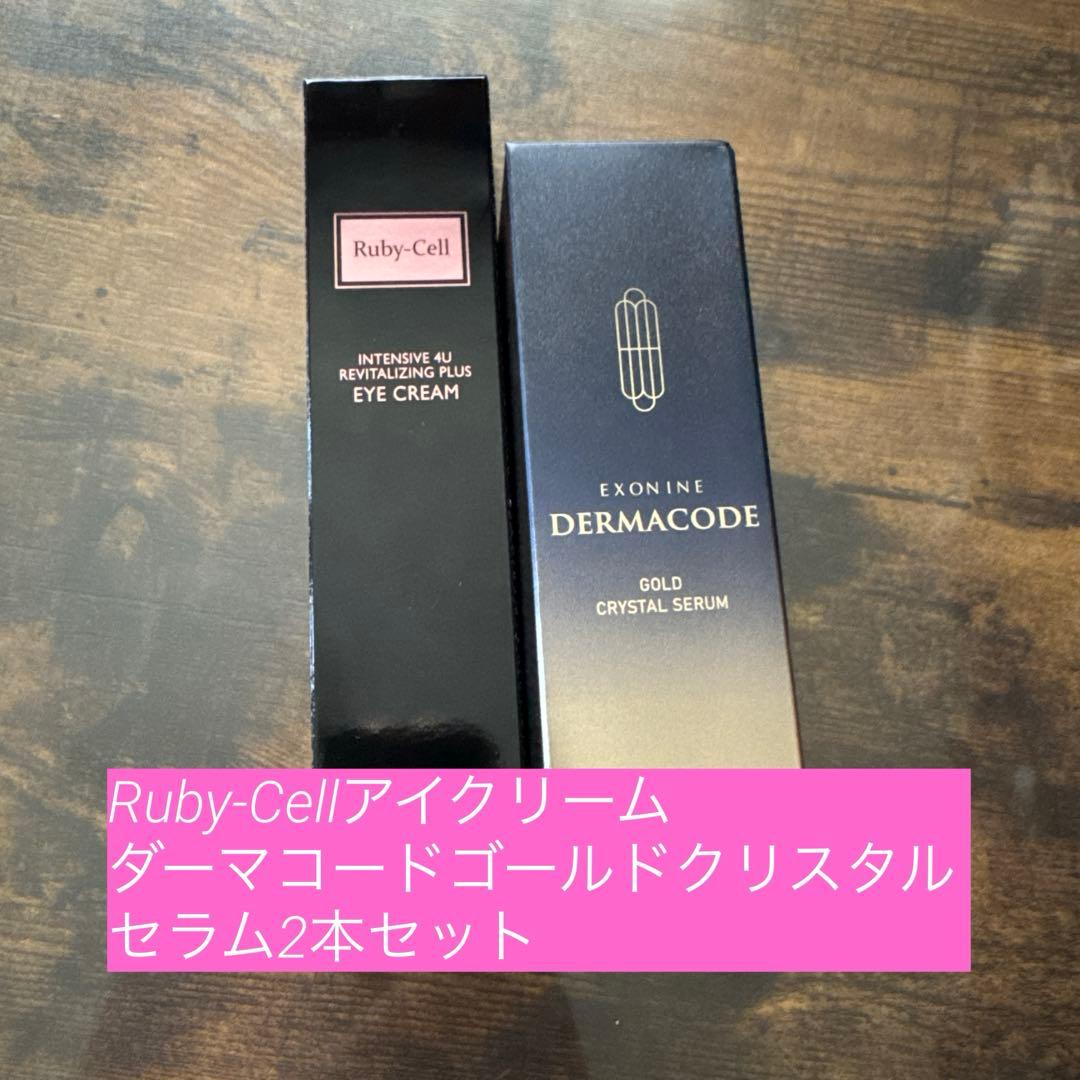 Ruby-Cell
INTENSIVE 4U
REVITALIZING PLUS
EYE CREAM
EXONINE
DERMACODE
GOLD
CRYSTAL SERUM
Ruby-Cellアイクリーム
ダーマコードゴールドクリスタル
セラム2本セット